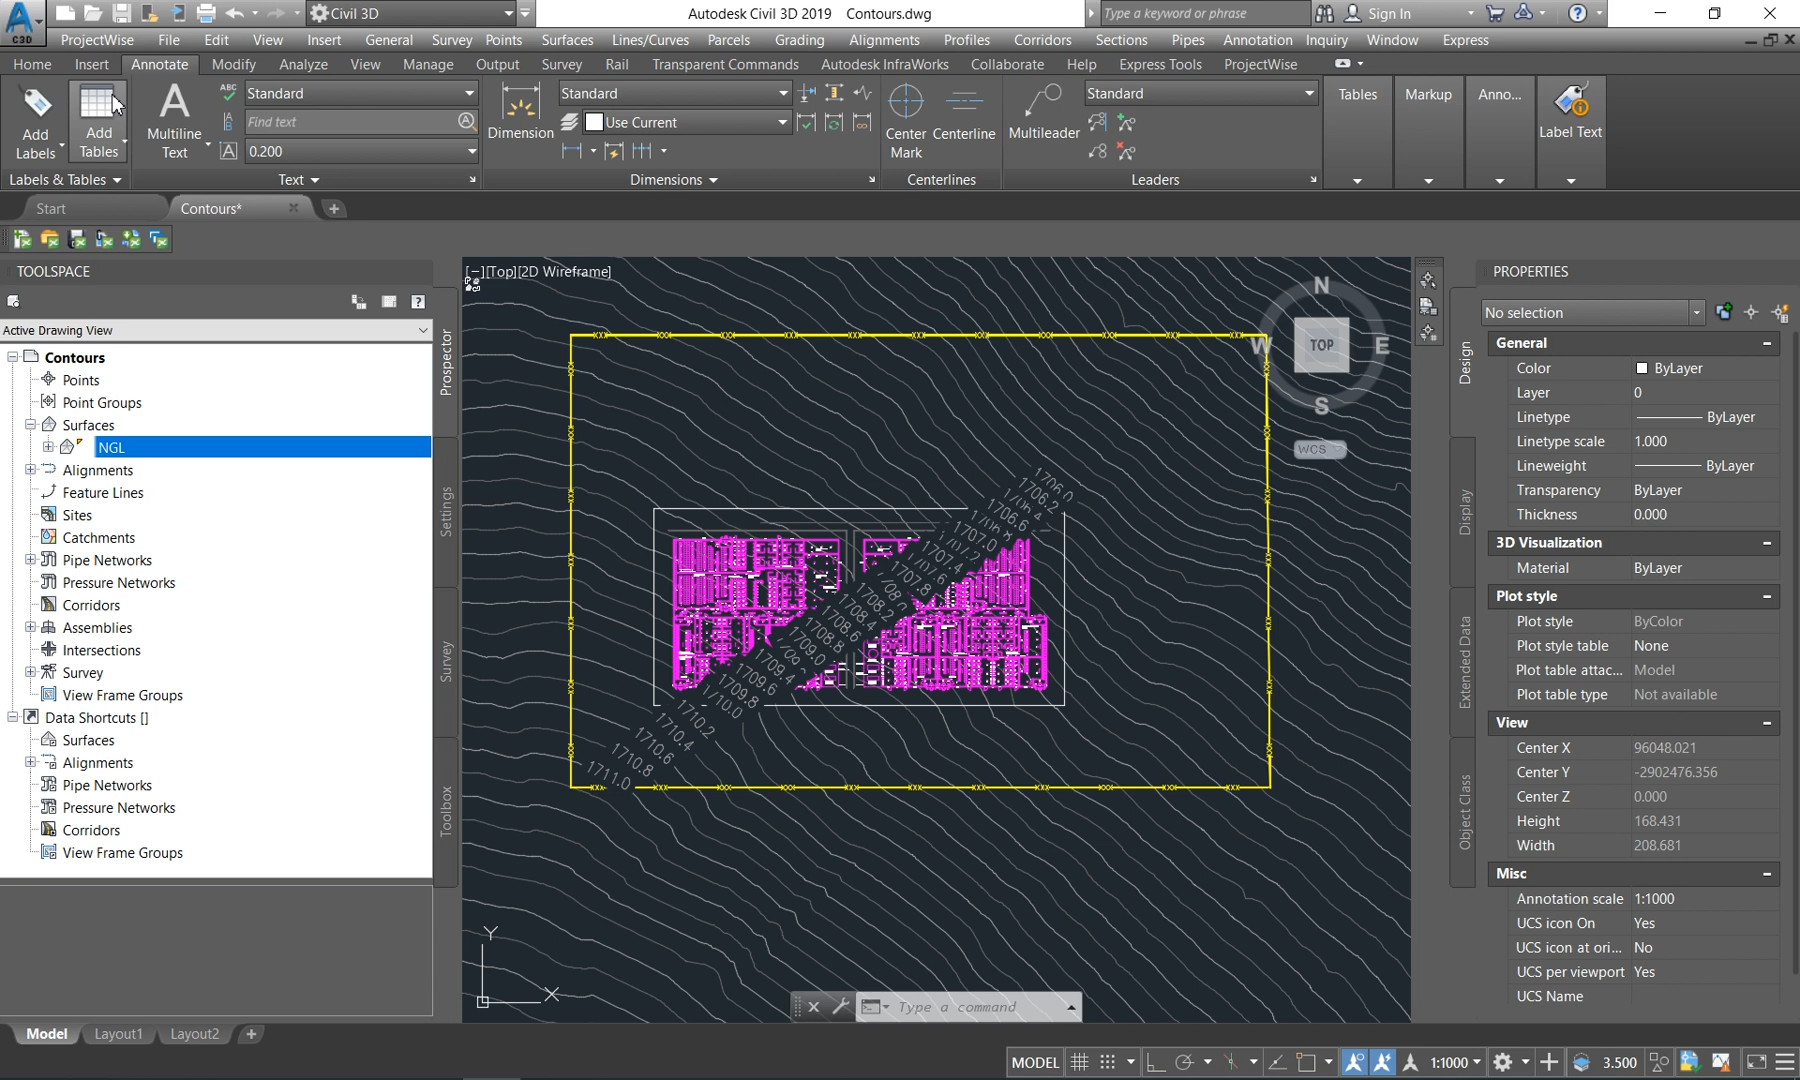 Civil 3D
Autodesk Civil 3D 2019 Contours.dwg
Type a keyword or phrase
Sign In
C3D
ProjectWise File Edit View Insert General Survey Points Surfaces Lines/Curves Parcels Grading Alignments Profiles Corridors Sections Pipes Annotation Inquiry Window Express
Home Insert Annotate Modify Analyze View Manage Output Survey Rail Transparent Commands Autodesk InfraWorks Collaborate Help Express Tools ProjectWise
Add Labels
Add Tables
Labels & Tables
Multiline Text
ABC
Standard
Find text
0.200
Text
Dimension
Standard
Use Current
Dimensions
Center Mark
Centerline
Centerlines
Multileader
Standard
Leaders
Tables
Markup
Anno...
Label Text
Start
Contours*
TOOLSPACE
Active Drawing View
Contours
Points
Point Groups
Surfaces
NGL
Alignments
Feature Lines
Sites
Catchments
Pipe Networks
Pressure Networks
Corridors
Assemblies
Intersections
Survey
View Frame Groups
Data Shortcuts []
Surfaces
Alignments
Pipe Networks
Pressure Networks
Corridors
View Frame Groups
Prospector
Settings
Survey
Toolbox
[-][Top][2D Wireframe]
N
W TOP E
S
WCS
1706.0
1706.2
1706.6
1707.0
1707.4
1707.8
1708.2
1708.4
1708.6
1708.8
1709.0
1709.4
1709.6
1709.8
1710.0
1710.2
1710.4
1710.6
1710.8
1711.0
Y
X
Type a command
PROPERTIES
No selection
Design
Display
Extended Data
Object Class
General
Color ByLayer
Layer 0
Linetype ByLayer
Linetype scale 1.000
Lineweight ByLayer
Transparency ByLayer
Thickness 0.000
3D Visualization
Material ByLayer
Plot style
Plot style ByColor
Plot style table None
Plot table attac... Model
Plot table type Not available
View
Center X 96048.021
Center Y -2902476.356
Center Z 0.000
Height 168.431
Width 208.681
Misc
Annotation scale 1:1000
UCS icon On Yes
UCS icon at ori... No
UCS per viewport Yes
UCS Name
Model Layout1 Layout2
MODEL 1:1000 3.500